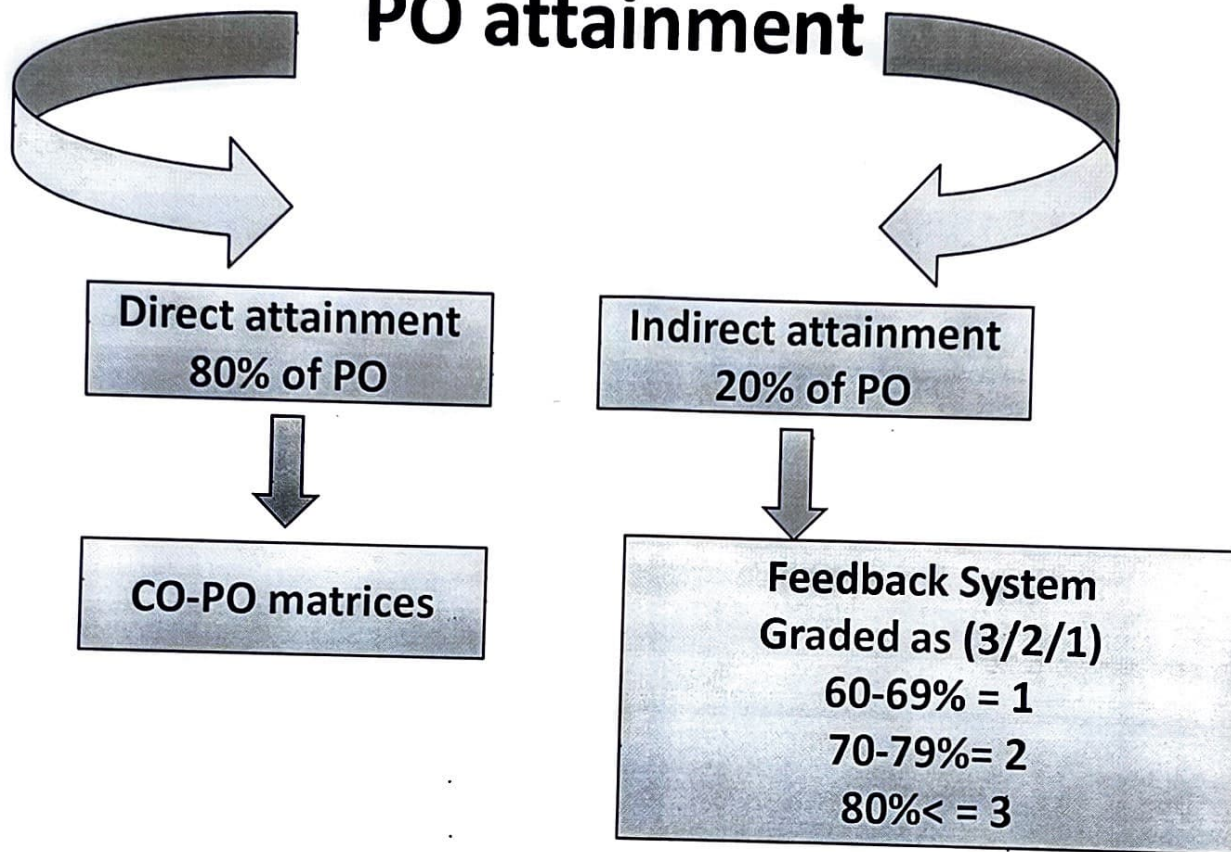 PO attainment
Direct attainment
80% of PO
Indirect attainment
20% of PO
CO-PO matrices
Feedback System
Graded as (3/2/1)
60-69% = 1
70-79%= 2
80%< = 3